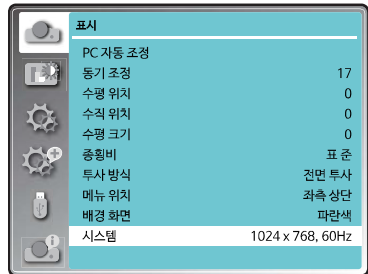 표시
PC 자동 조정
동기 조정 17
수평 위치 0
수직 위치 0
수평 크기 0
종횡비 표 준
투사 방식 전면 투사
메뉴 위치 좌측 상단
배경 화면 파란색
시스템 1024 x 768, 60Hz